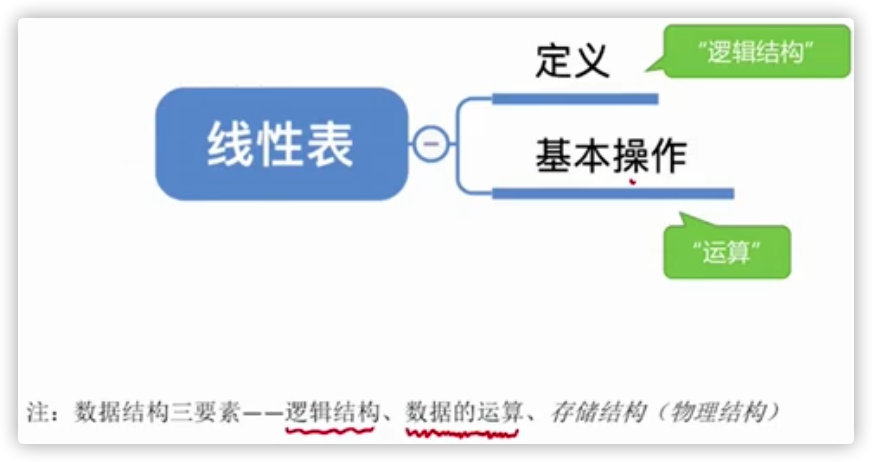 定义
“逻辑结构”
线性表
基本操作
“运算”
注：数据结构三要素——逻辑结构、数据的运算、存储结构（物理结构）